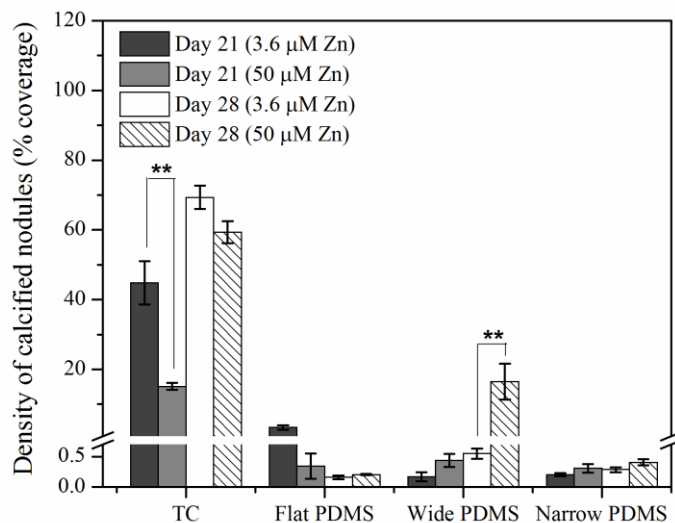 120
100
80
60
40
20
0.5
0.0
Density of calcified nodules (% coverage)
Day 21 (3.6 μM Zn)
Day 21 (50 μM Zn)
Day 28 (3.6 μM Zn)
Day 28 (50 μM Zn)
**
**
TC Flat PDMS Wide PDMS Narrow PDMS